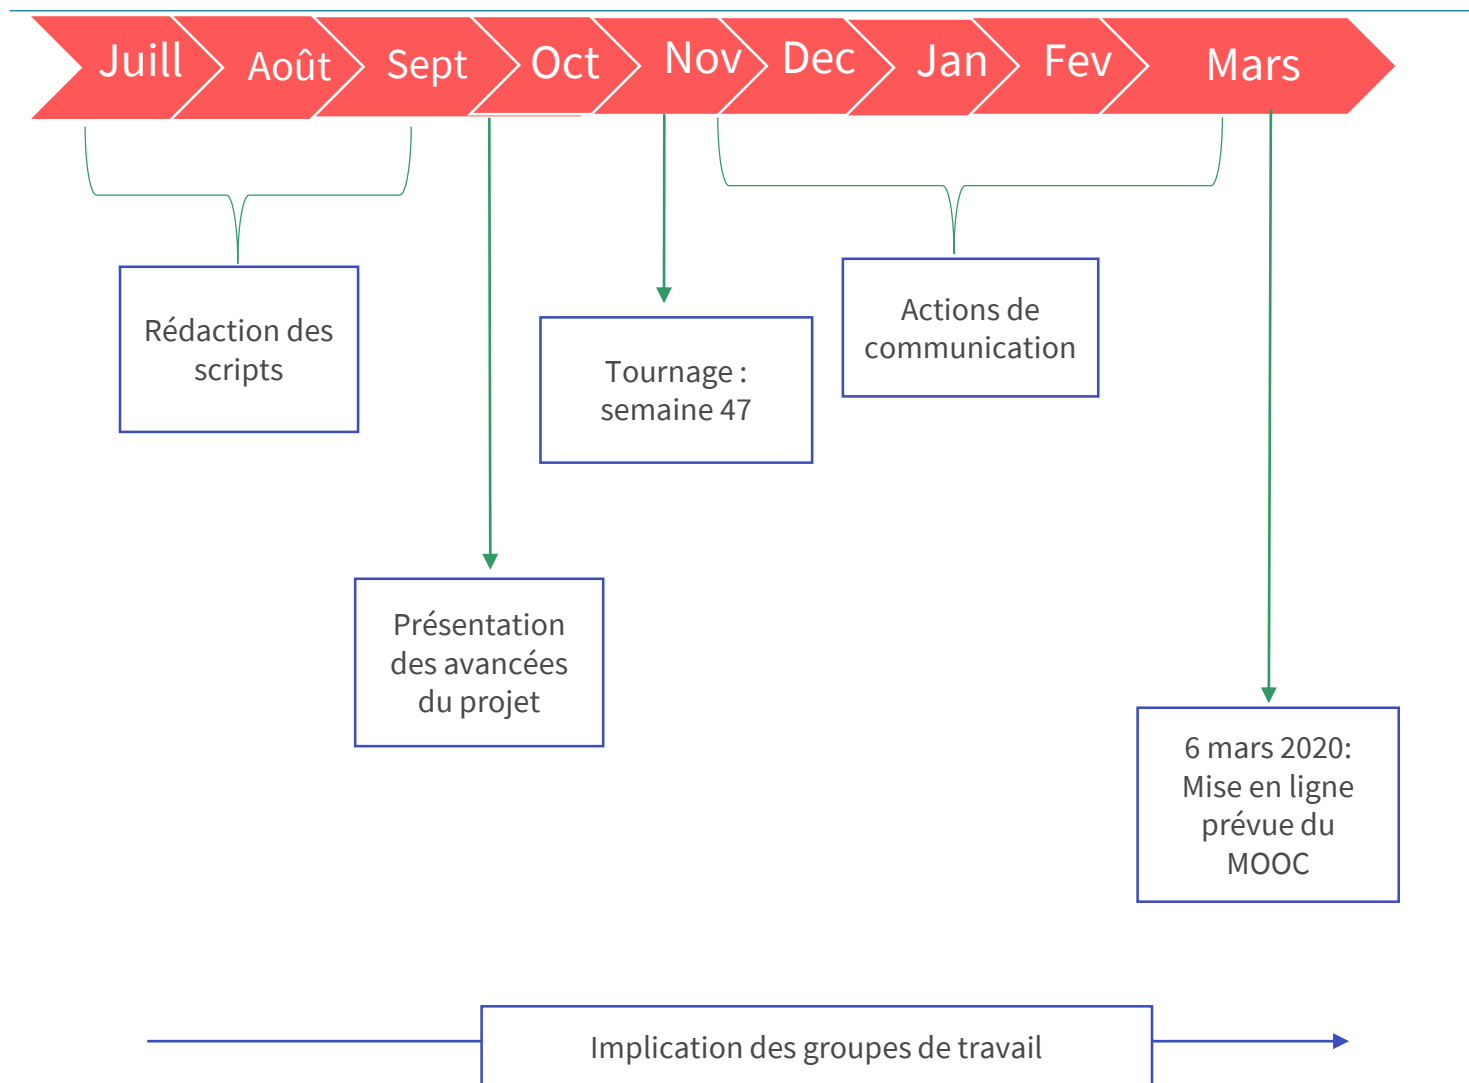 Juill
Août
Sept
Oct
Nov
Dec
Jan
Fev
Mars
Rédaction des
scripts
Tournage :
semaine 47
Actions de
communication
Présentation
des avancées
du projet
6 mars 2020:
Mise en ligne
prévue du
MOOC
Implication des groupes de travail